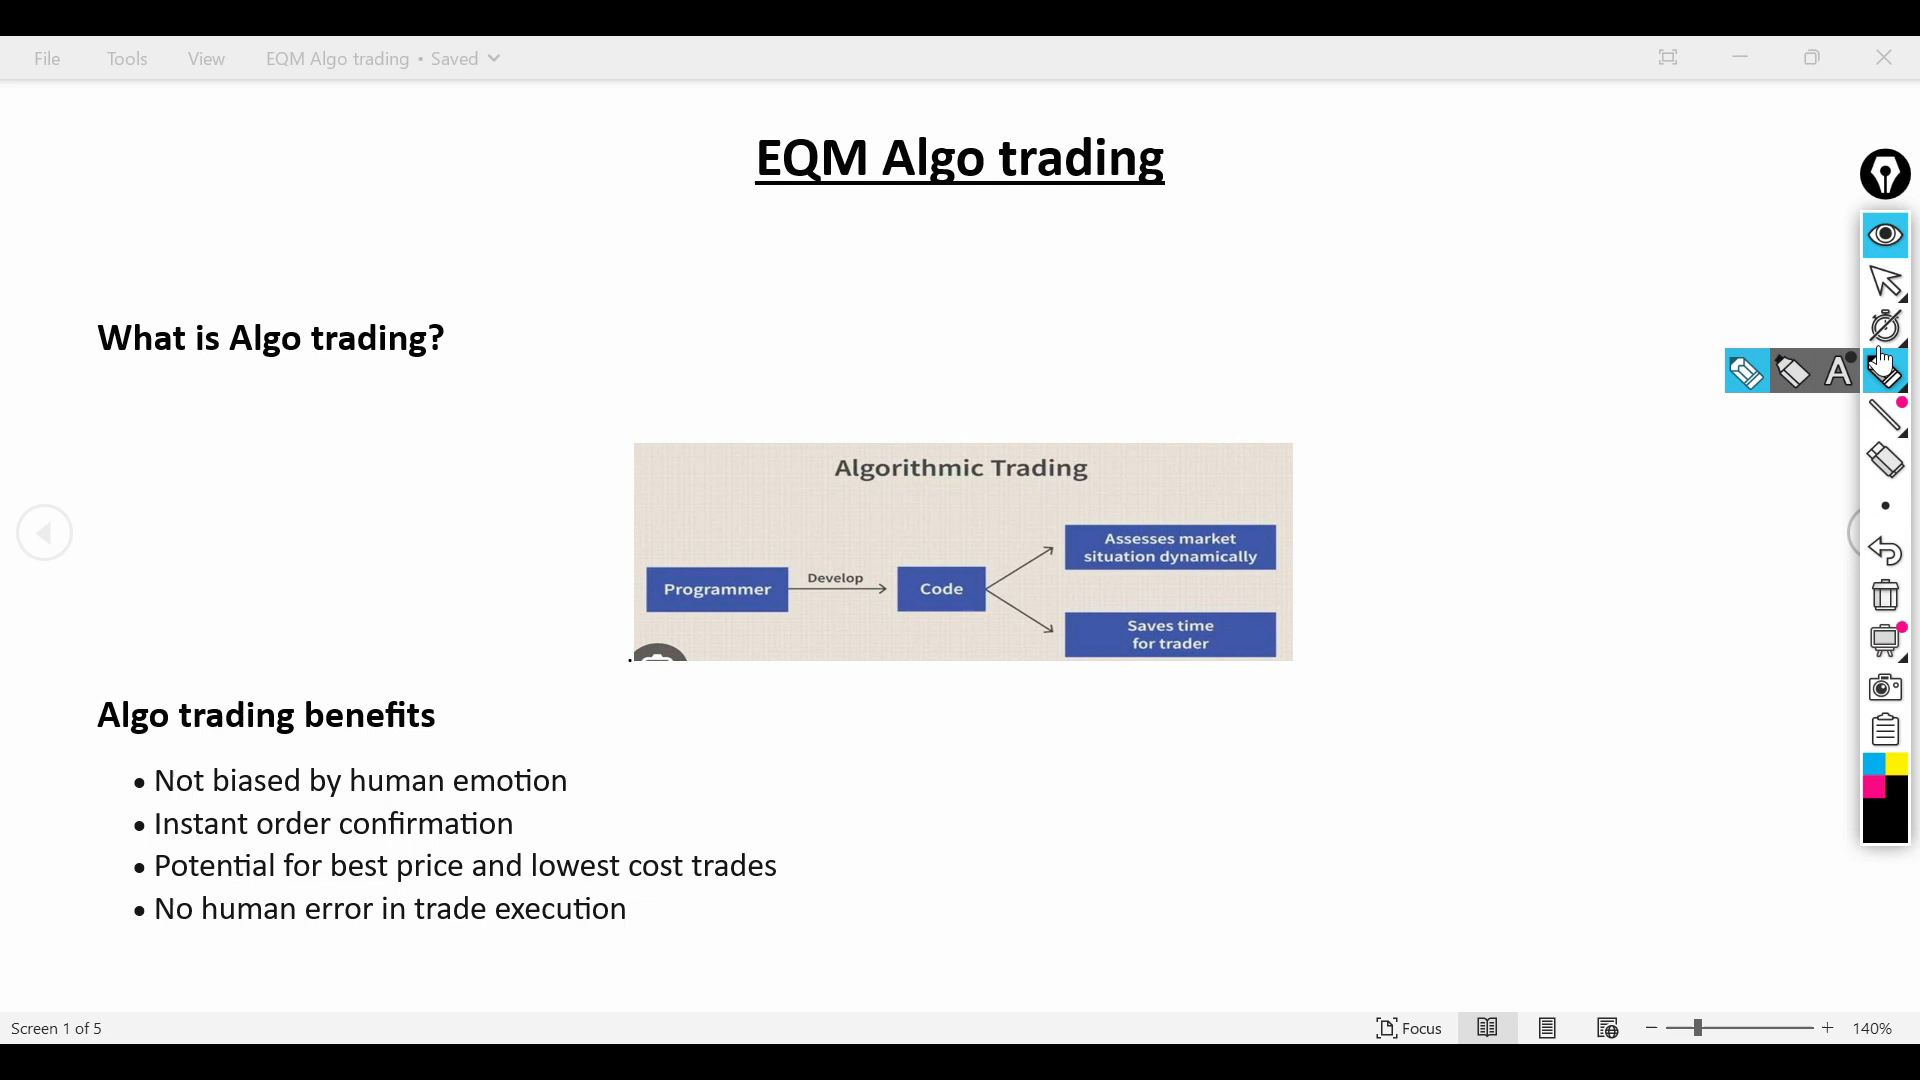 File Tools View EQM Algo trading • Saved
EQM Algo trading
What is Algo trading?
Algorithmic Trading
Programmer
Develop
Code
Assesses market
situation dynamically
Saves time
for trader
Algo trading benefits
• Not biased by human emotion
• Instant order confirmation
• Potential for best price and lowest cost trades
• No human error in trade execution
A
Screen 1 of 5
Focus
140%